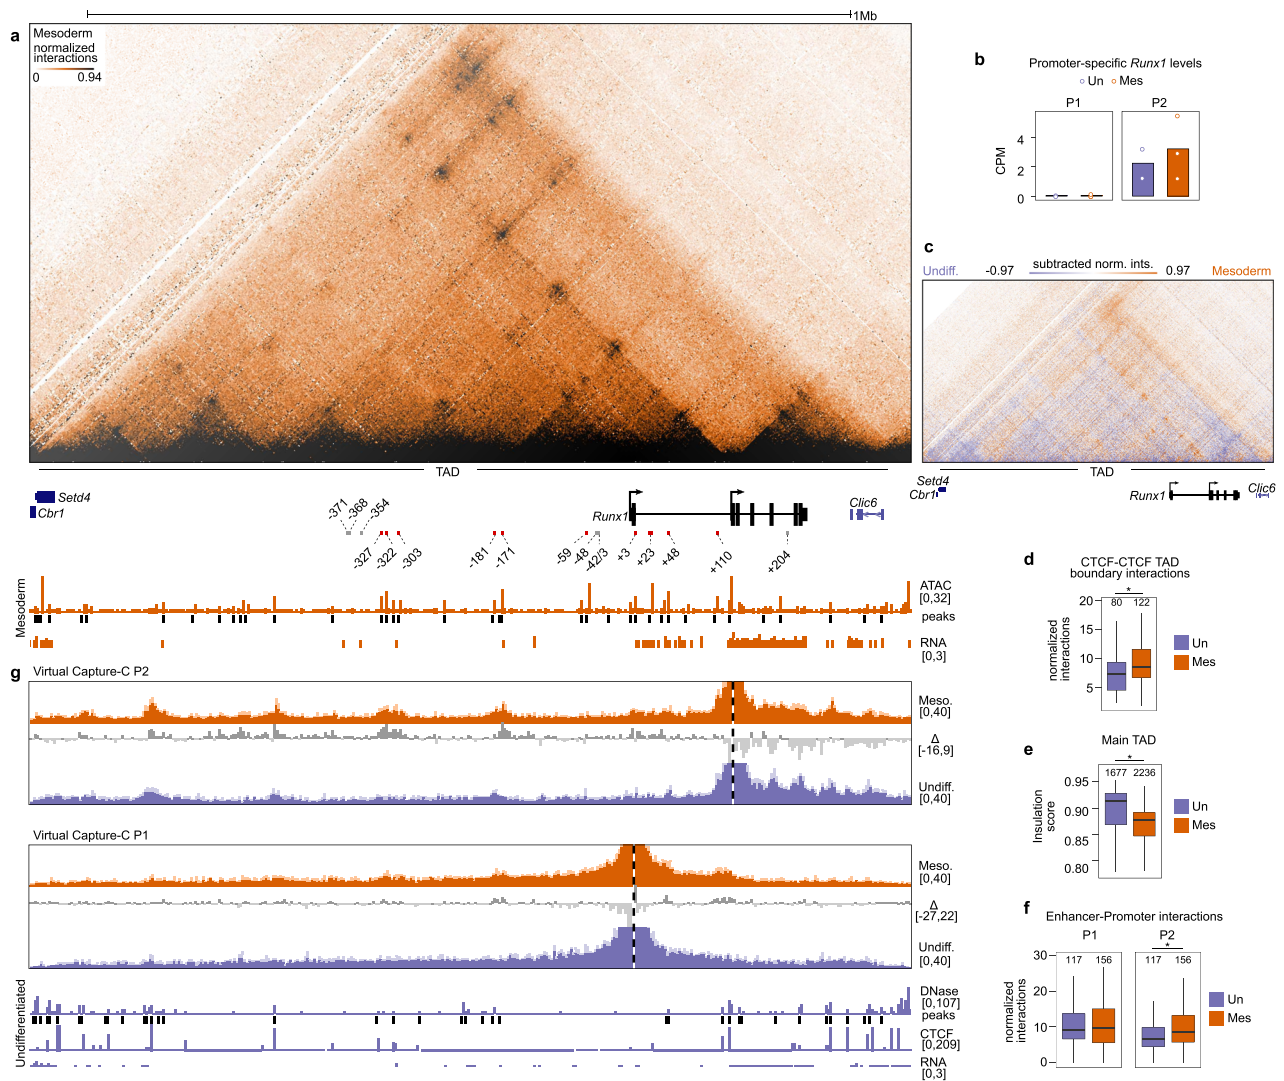 1Mb
a
Mesoderm
normalized
interactions
0 0.94
TAD
Setd4
Cbr1
-371
-368
-354
-327
-322
-303
-181
-171
-59
-48
-42/3
+3
+23
+48
+110
+204
Runx1
Clic6
Mesoderm
ATAC
[0,32]
peaks
RNA
[0,3]
b
Promoter-specific Runx1 levels
Un Mes
P1 P2
CPM
4
2
0
c
Undiff. -0.97 subtracted norm. ints. 0.97 Mesoderm
TAD
Setd4
Cbr1
Runx1
Clic6
d
CTCF-CTCF TAD
boundary interactions
*
80 122
normalized
interactions
20
15
10
5
Un
Mes
e
Main TAD
*
1677 2236
Insulation
score
0.95
0.90
0.85
0.80
Un
Mes
f
Enhancer-Promoter interactions
P1 P2
*
117 156 117 156
normalized
interactions
30
20
10
0
Un
Mes
g
Virtual Capture-C P2
Meso.
[0,40]
Δ
[-16,9]
Undiff.
[0,40]
Virtual Capture-C P1
Meso.
[0,40]
Δ
[-27,22]
Undiff.
[0,40]
Undifferentiated
DNase
[0,107]
peaks
CTCF
[0,209]
RNA
[0,3]